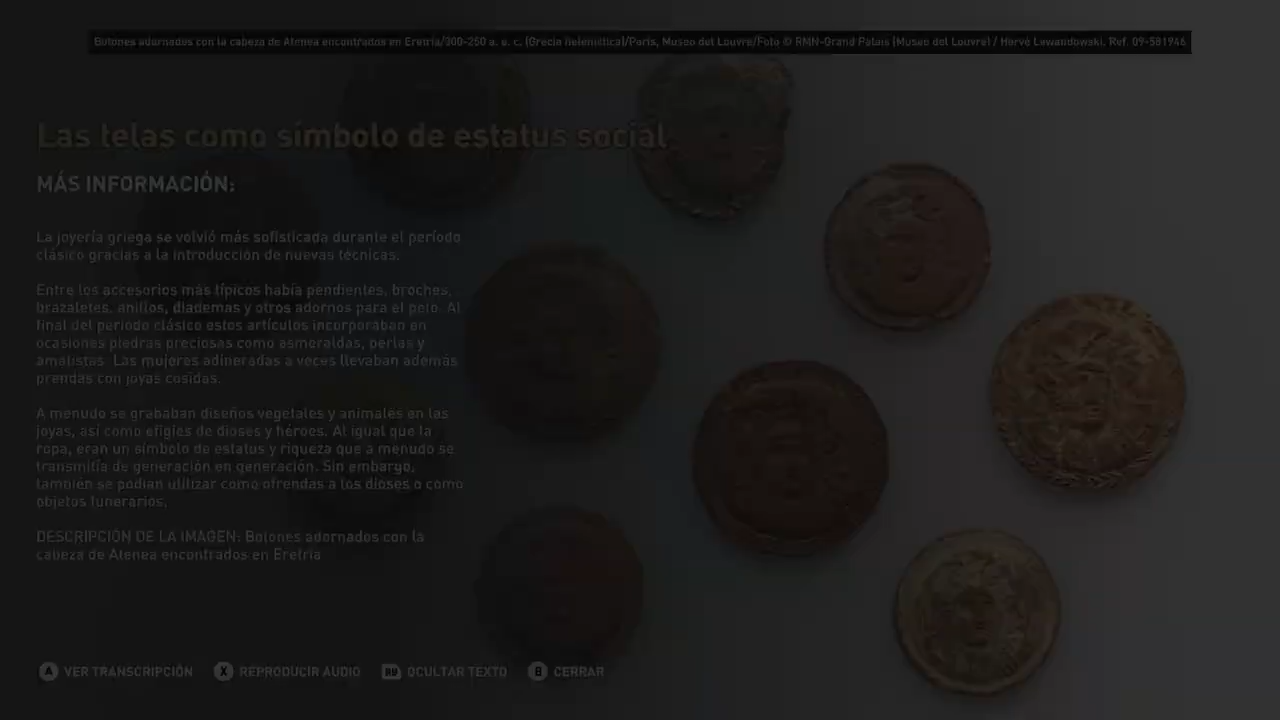 Botones adornados con la cabeza de Atenea encontrados en Eretria/300-250 a. e. c. (Grecia helenística)/París, Museo del Louvre/Foto © RMN-Grand Palais (Museo del Louvre) / Hervé Lewandowski. Ref. 09-581946
Las telas como símbolo de estatus social
MÁS INFORMACIÓN:
La joyería griega se volvió más sofisticada durante el período
clásico gracias a la introducción de nuevas técnicas.
Entre los accesorios más típicos había pendientes, broches,
brazaletes, anillos, diademas y otros adornos para el pelo. Al
final del período clásico estos artículos incorporaban en
ocasiones piedras preciosas como esmeraldas, perlas y
amatistas. Las mujeres adineradas a veces llevaban además
prendas con joyas cosidas.
A menudo se grababan diseños vegetales y animales en las
joyas, así como efigies de dioses y héroes. Al igual que la
ropa, eran un símbolo de estatus y riqueza que a menudo se
transmitía de generación en generación. Sin embargo,
también se podían utilizar como ofrendas a los dioses o como
objetos funerarios.
DESCRIPCIÓN DE LA IMAGEN: Botones adornados con la
cabeza de Atenea encontrados en Eretria
A VER TRANSCRIPCIÓN X REPRODUCIR AUDIO OCULTAR TEXTO B CERRAR